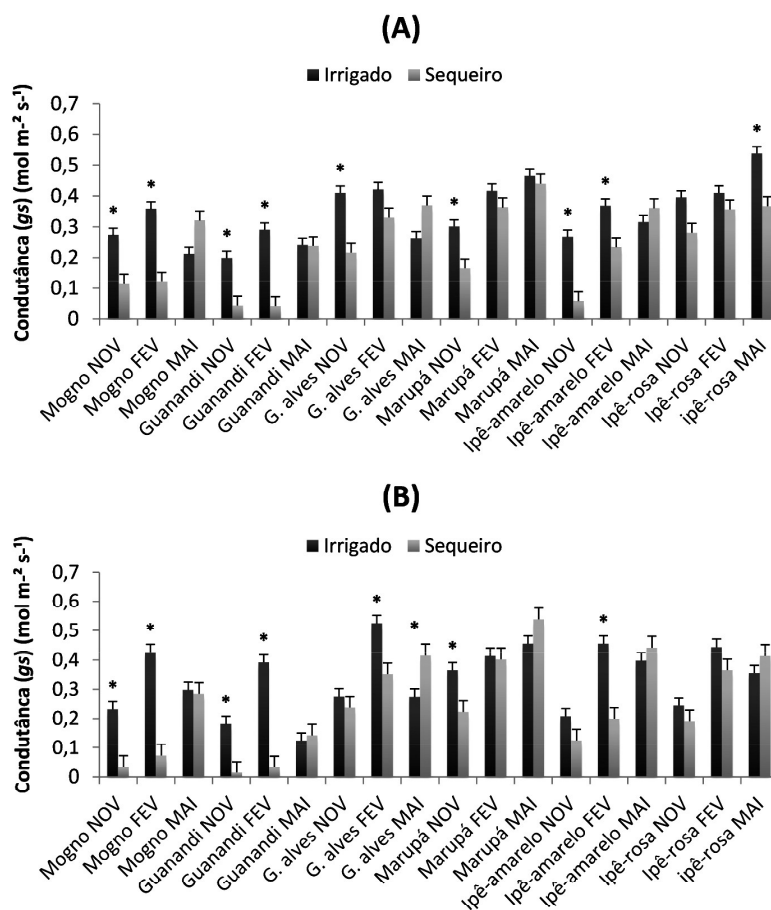 (A)
Irrigado Sequeiro
Condutânca (gs) (mol m-² s-¹)
0,7
0,6
0,5
0,4
0,3
0,2
0,1
0
* * * * * * * * *
Mogno NOV
Mogno FEV
Mogno MAI
Guanandi NOV
Guanandi FEV
Guanandi MAI
G. alves NOV
G. alves FEV
G. alves MAI
Marupá NOV
Marupá FEV
Marupá MAI
Ipê-amarelo NOV
Ipê-amarelo FEV
Ipê-amarelo MAI
Ipê-rosa NOV
Ipê-rosa FEV
ipê-rosa MAI
(B)
Irrigado Sequeiro
Condutânca (gs) (mol m-² s-¹)
0,7
0,6
0,5
0,4
0,3
0,2
0,1
0
* * * * * * * *
Mogno NOV
Mogno FEV
Mogno MAI
Guanandi NOV
Guanandi FEV
Guanandi MAI
G. alves NOV
G. alves FEV
G. alves MAI
Marupá NOV
Marupá FEV
Marupá MAI
Ipê-amarelo NOV
Ipê-amarelo FEV
Ipê-amarelo MAI
Ipê-rosa NOV
Ipê-rosa FEV
ipê-rosa MAI